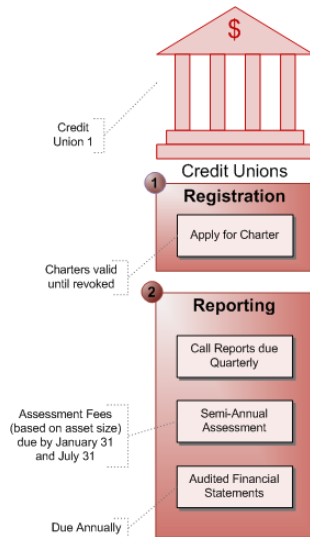 $
Credit
Union 1
Credit Unions
1
Registration
Apply for Charter
Charters valid
until revoked
2
Reporting
Call Reports due
Quarterly
Assessment Fees
(based on asset size)
due by January 31
and July 31
Semi-Annual
Assessment
Audited Financial
Statements
Due Annually